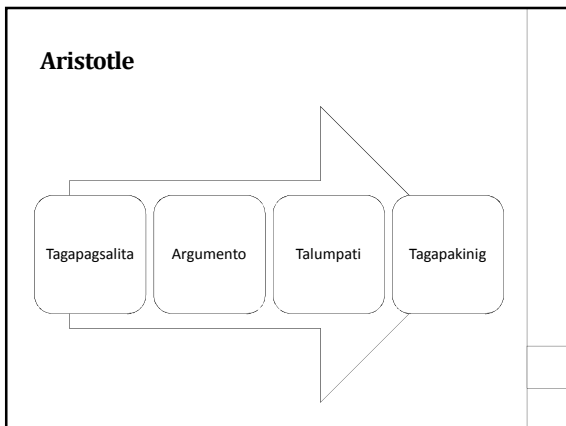 Aristotle
Tagapagsalita
Argumento
Talumpati
Tagapakinig